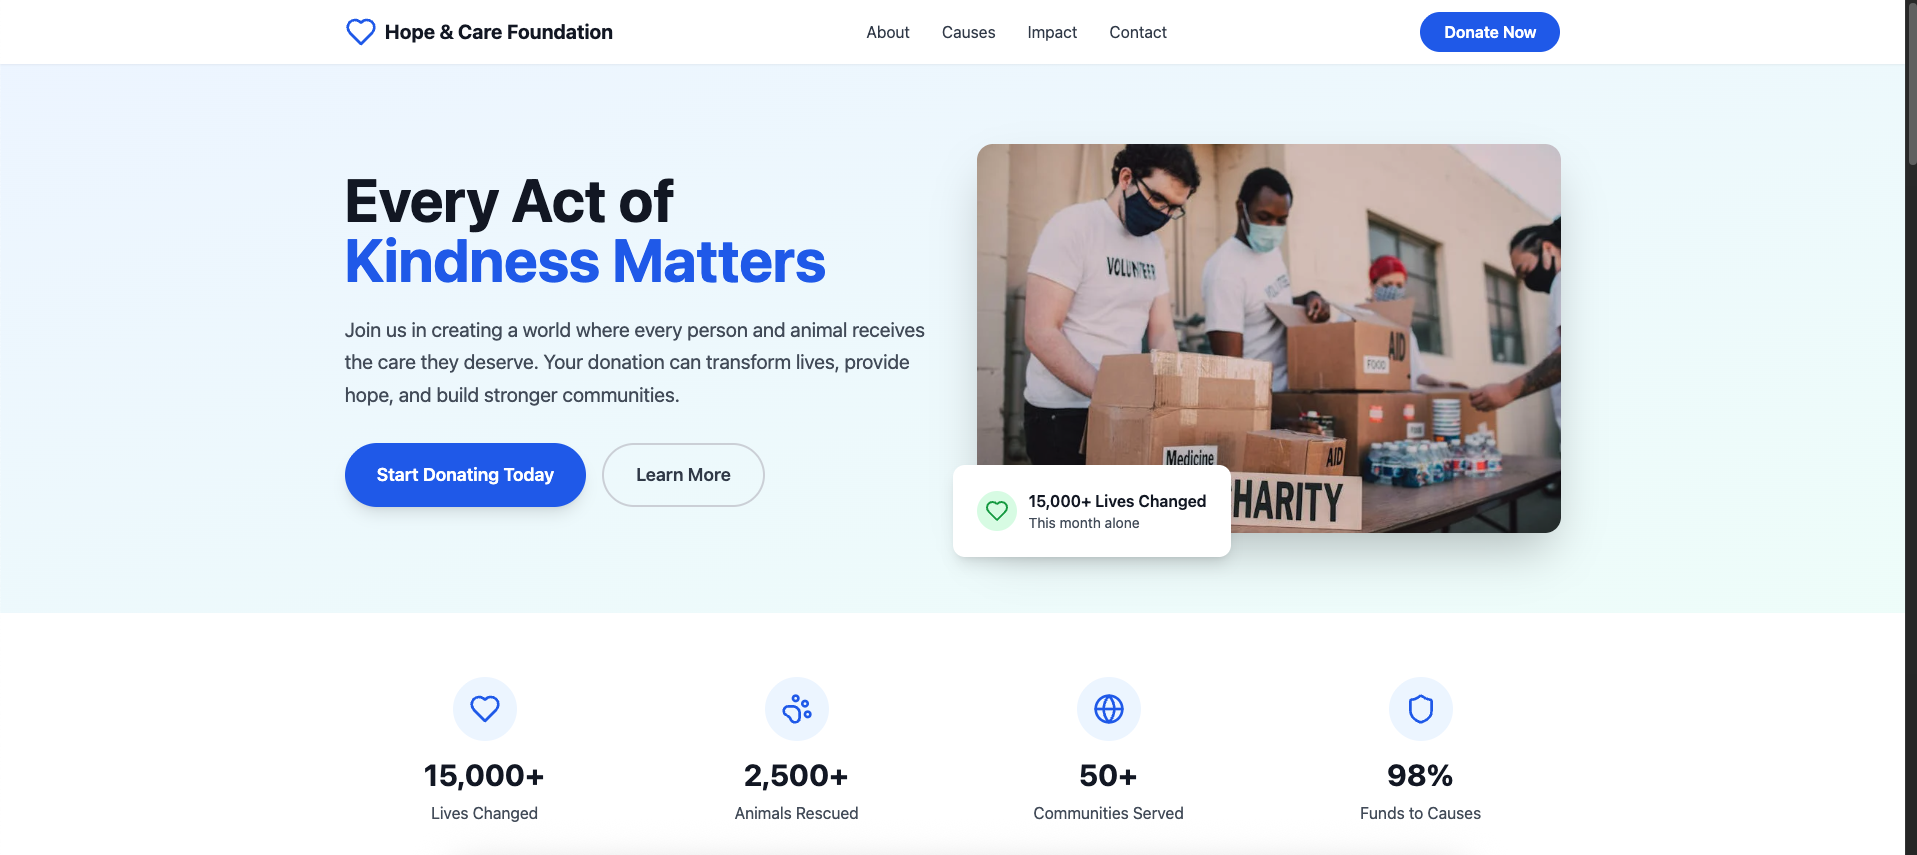 Hope & Care Foundation
About
Causes
Impact
Contact
Donate Now
Every Act of
Kindness Matters
Join us in creating a world where every person and animal receives
the care they deserve. Your donation can transform lives, provide
hope, and build stronger communities.
Start Donating Today
Learn More
VOLUNTEER
AID
FOOD
Medicine
AID
HARITY
15,000+ Lives Changed
This month alone
15,000+
Lives Changed
2,500+
Animals Rescued
50+
Communities Served
98%
Funds to Causes